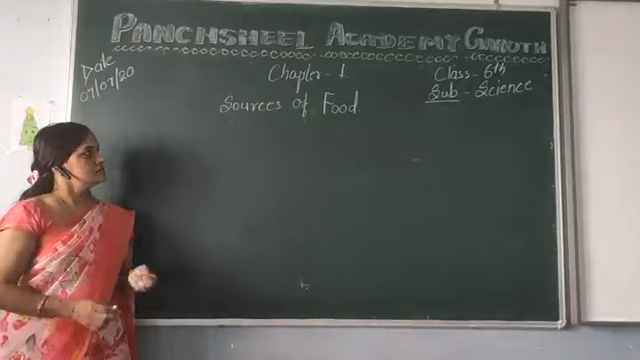 PANCHSHEEL ACADEMY GAROTH
Date
07/07/20
Chapter - 1.
Class - 6th
Sub - Science
Sources of Food.